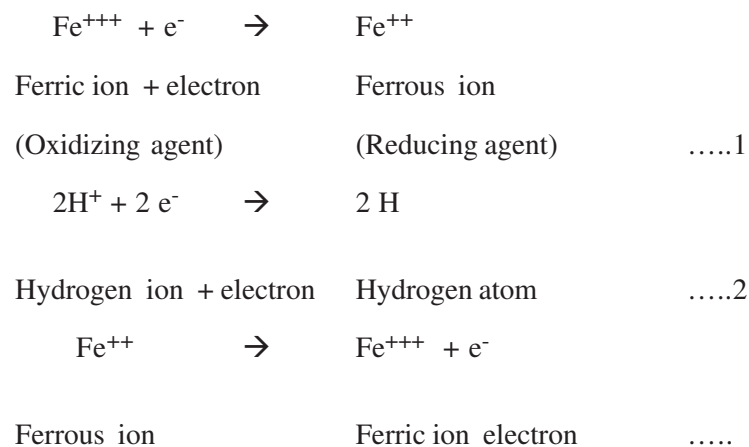 Fe+++ + e- → Fe++
Ferric ion + electron Ferrous ion
(Oxidizing agent) (Reducing agent) …..1
2H+ + 2 e- → 2 H
Hydrogen ion + electron Hydrogen atom …..2
Fe++ → Fe+++ + e-
Ferrous ion Ferric ion electron …..